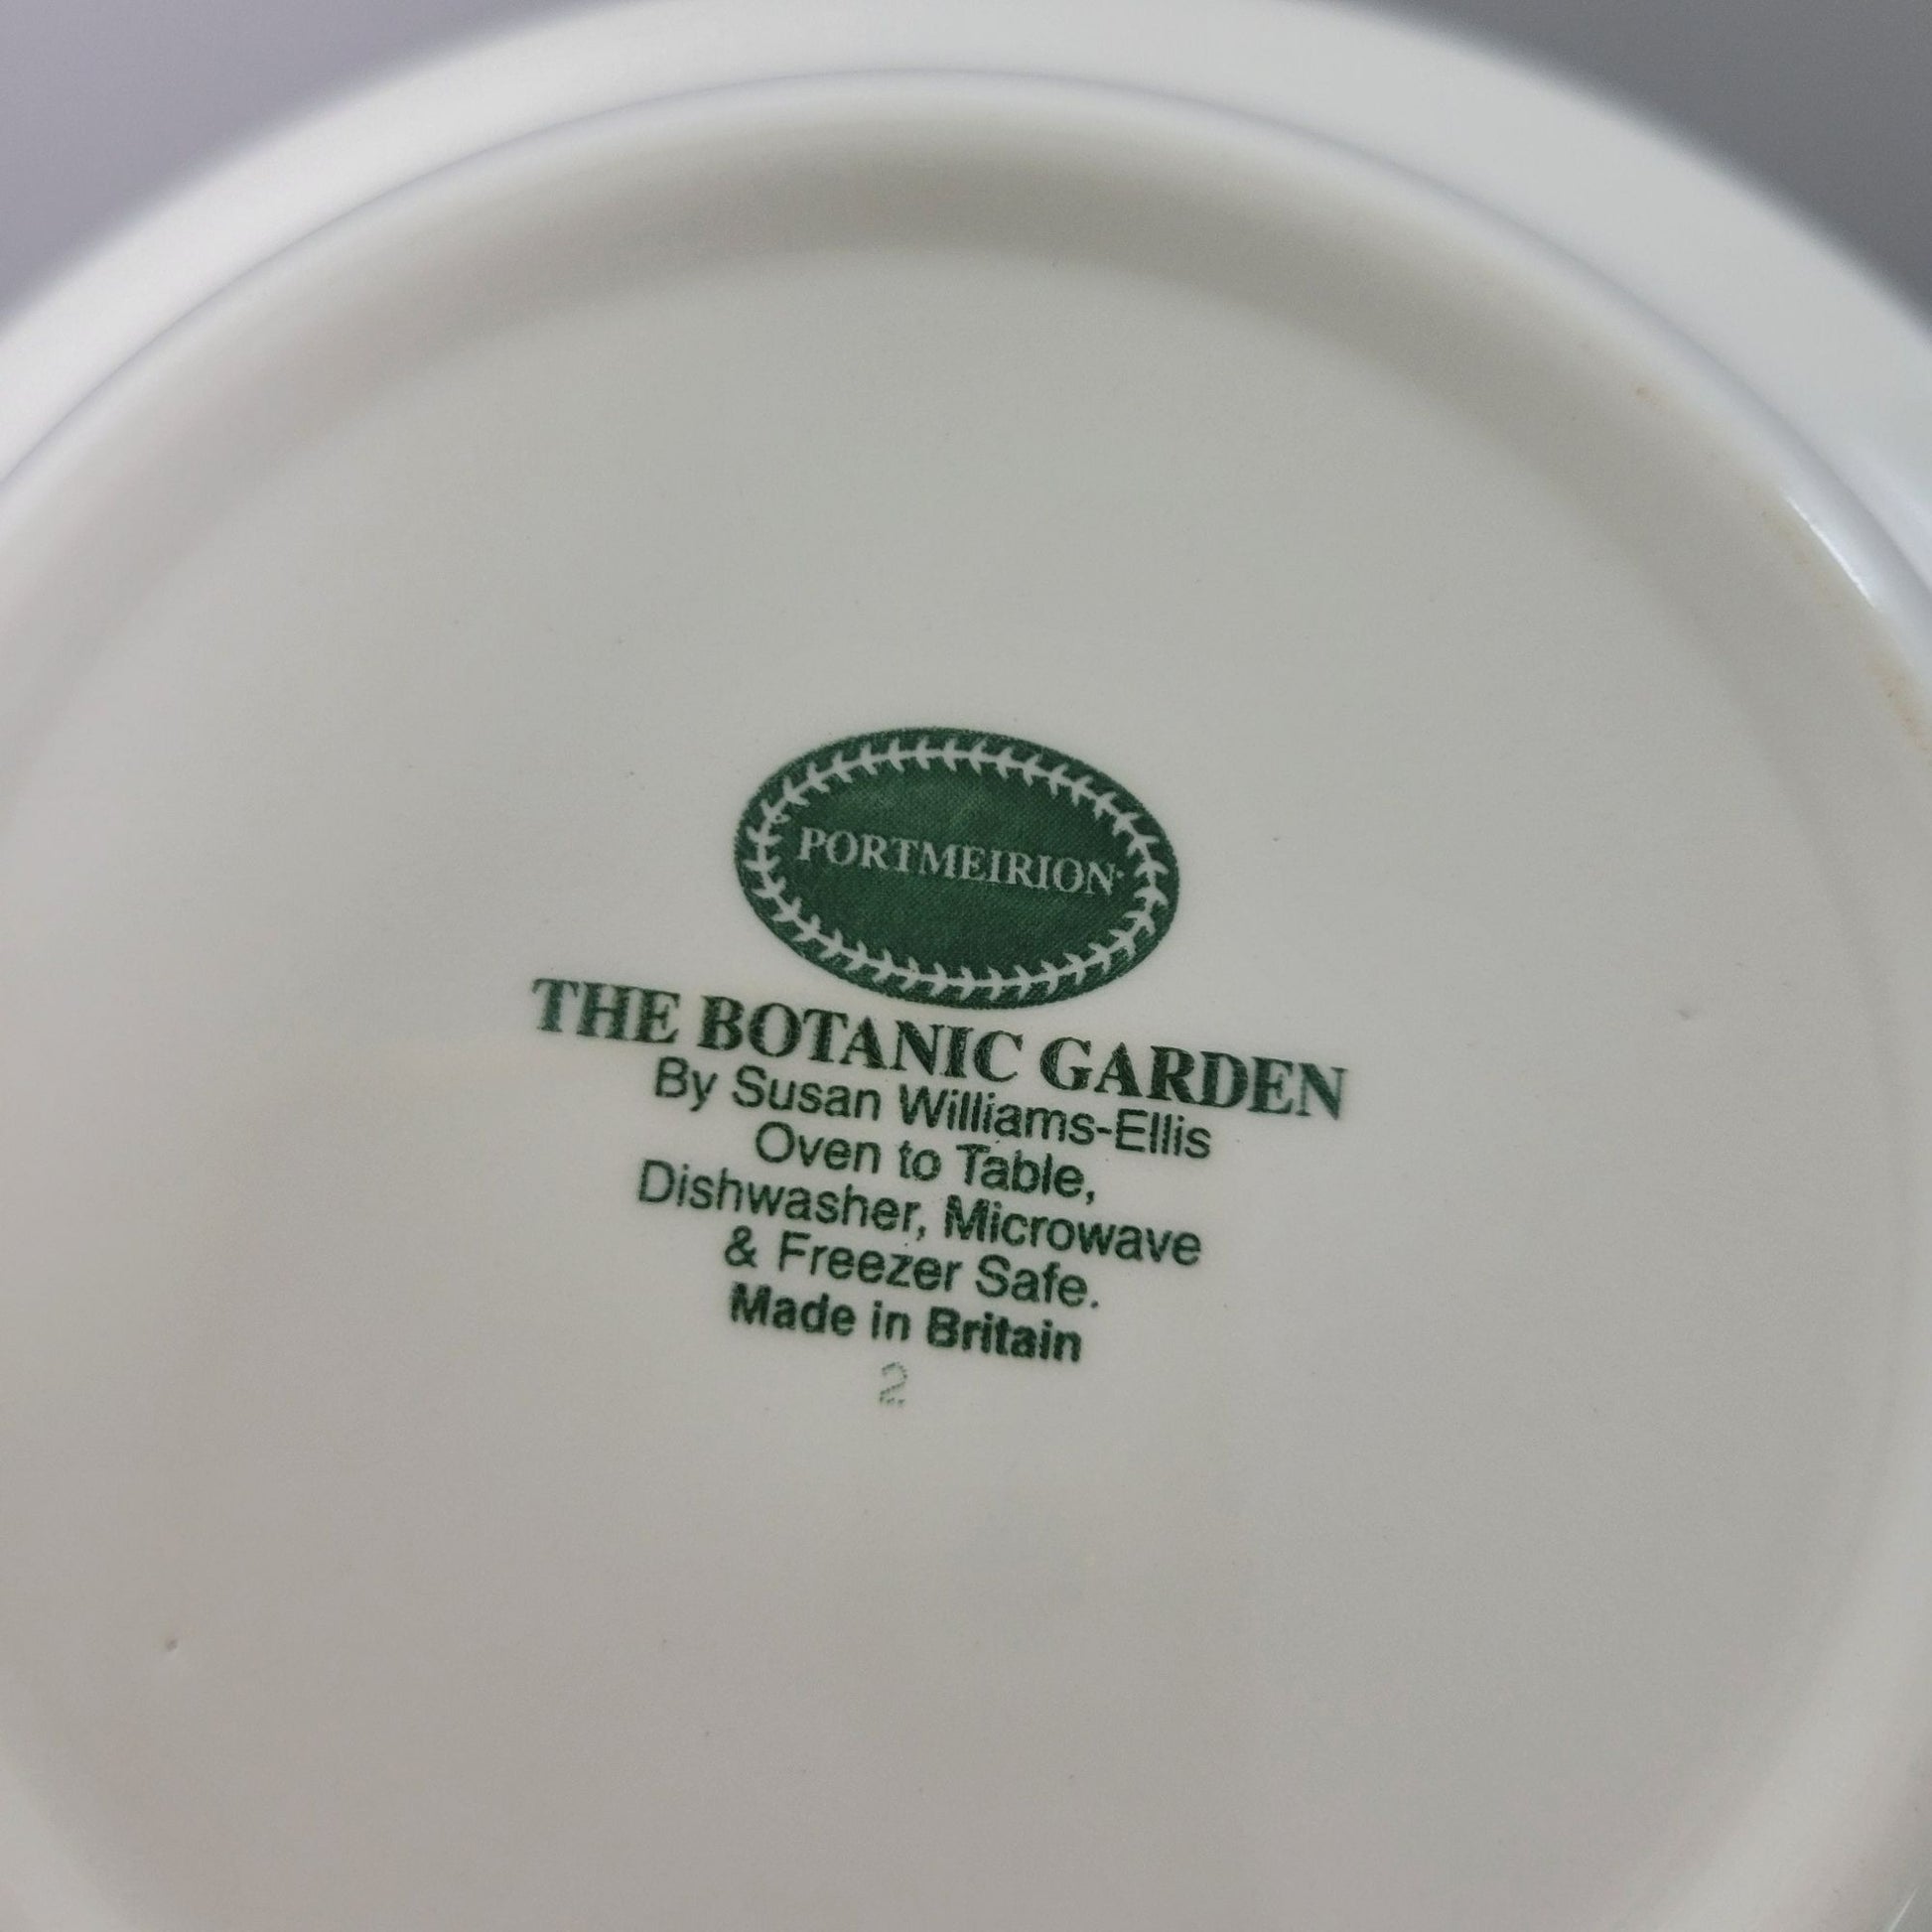 PORTMEIRION
THE BOTANIC GARDEN
By Susan Williams-Ellis
Oven to Table,
Dishwasher, Microwave
& Freezer Safe.
Made in Britain
2